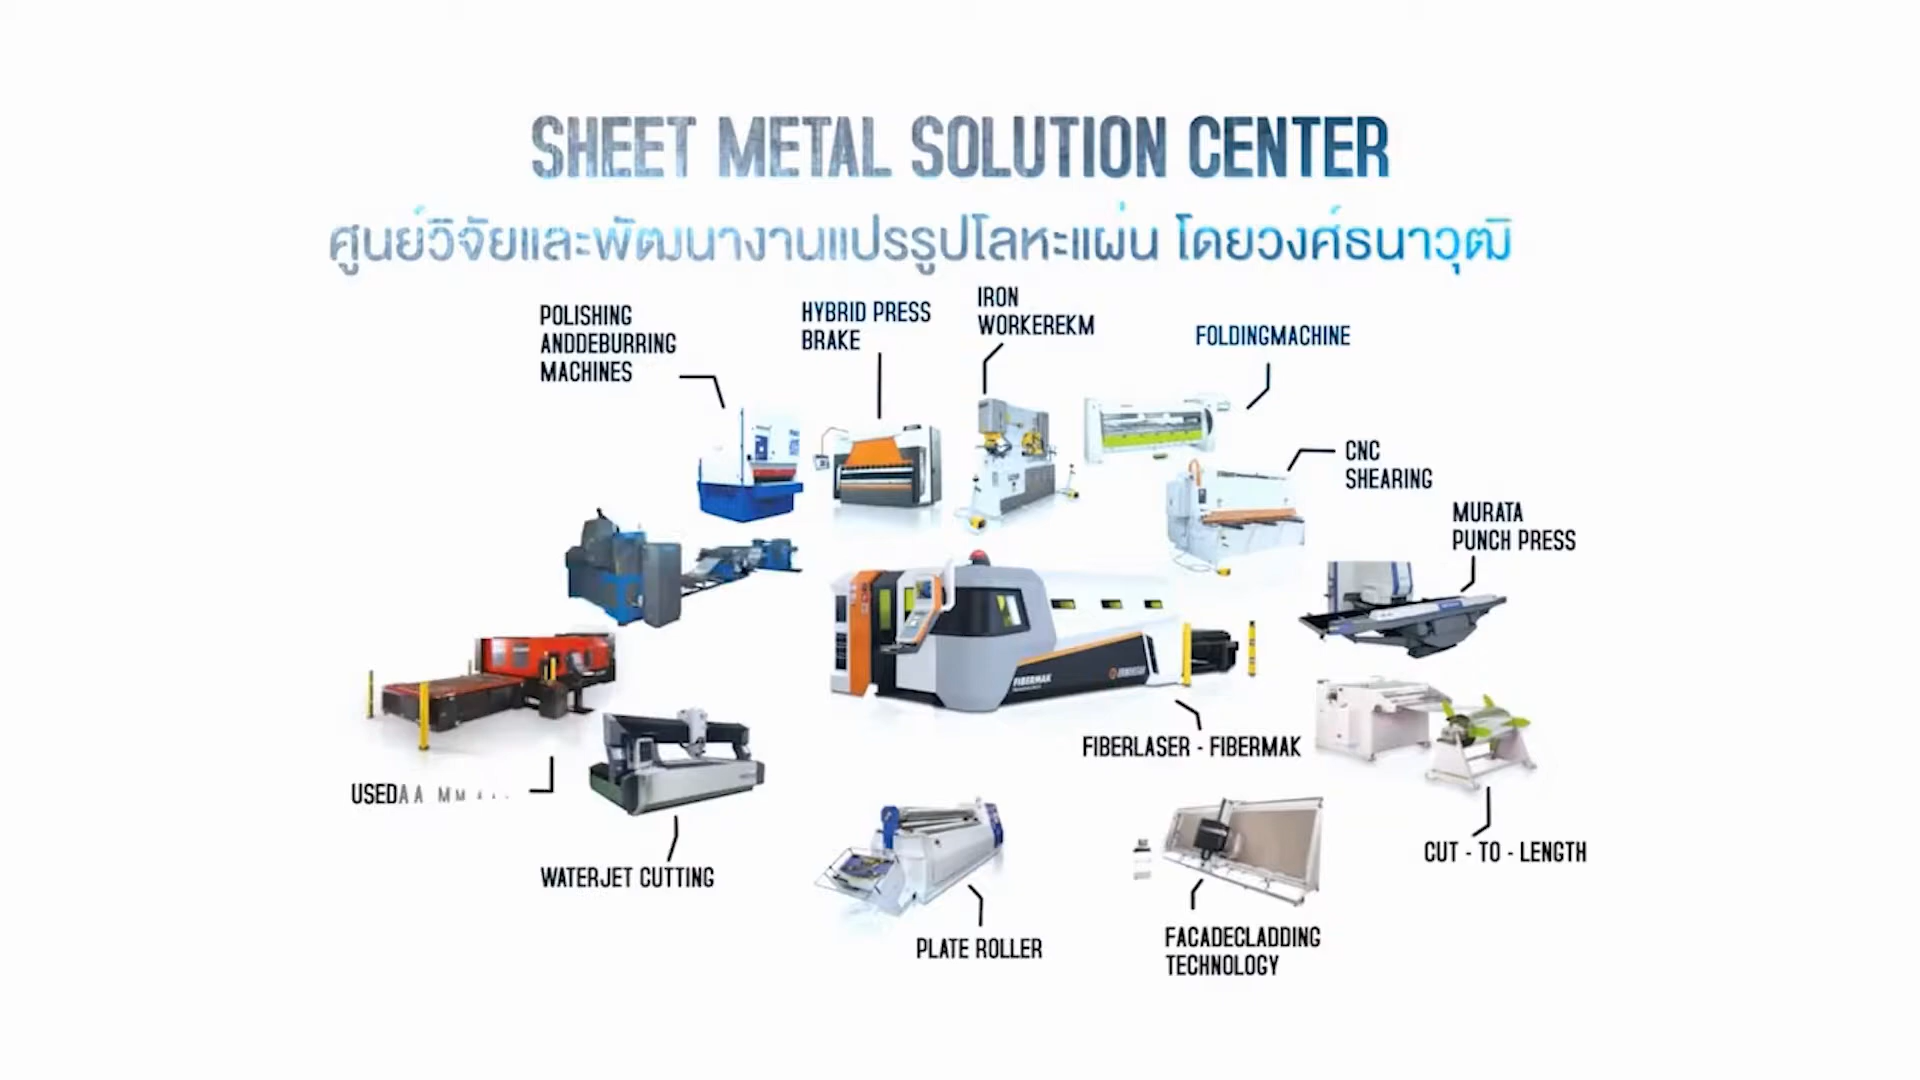 SHEET METAL SOLUTION CENTER
ศูนย์วิจัยและพัฒนางานแปรรูปโลหะแผ่น โดยวงศ์ธนาวุฒิ
POLISHING
ANDDEBURRING
MACHINES
HYBRID PRESS
BRAKE
IRON
WORKEREKM
FOLDINGMACHINE
CNC
SHEARING
MURATA
PUNCH PRESS
FIBERMAK
FIBERLASER - FIBERMAK
USED
WATERJET CUTTING
CUT - TO - LENGTH
PLATE ROLLER
FACADECLADDING
TECHNOLOGY